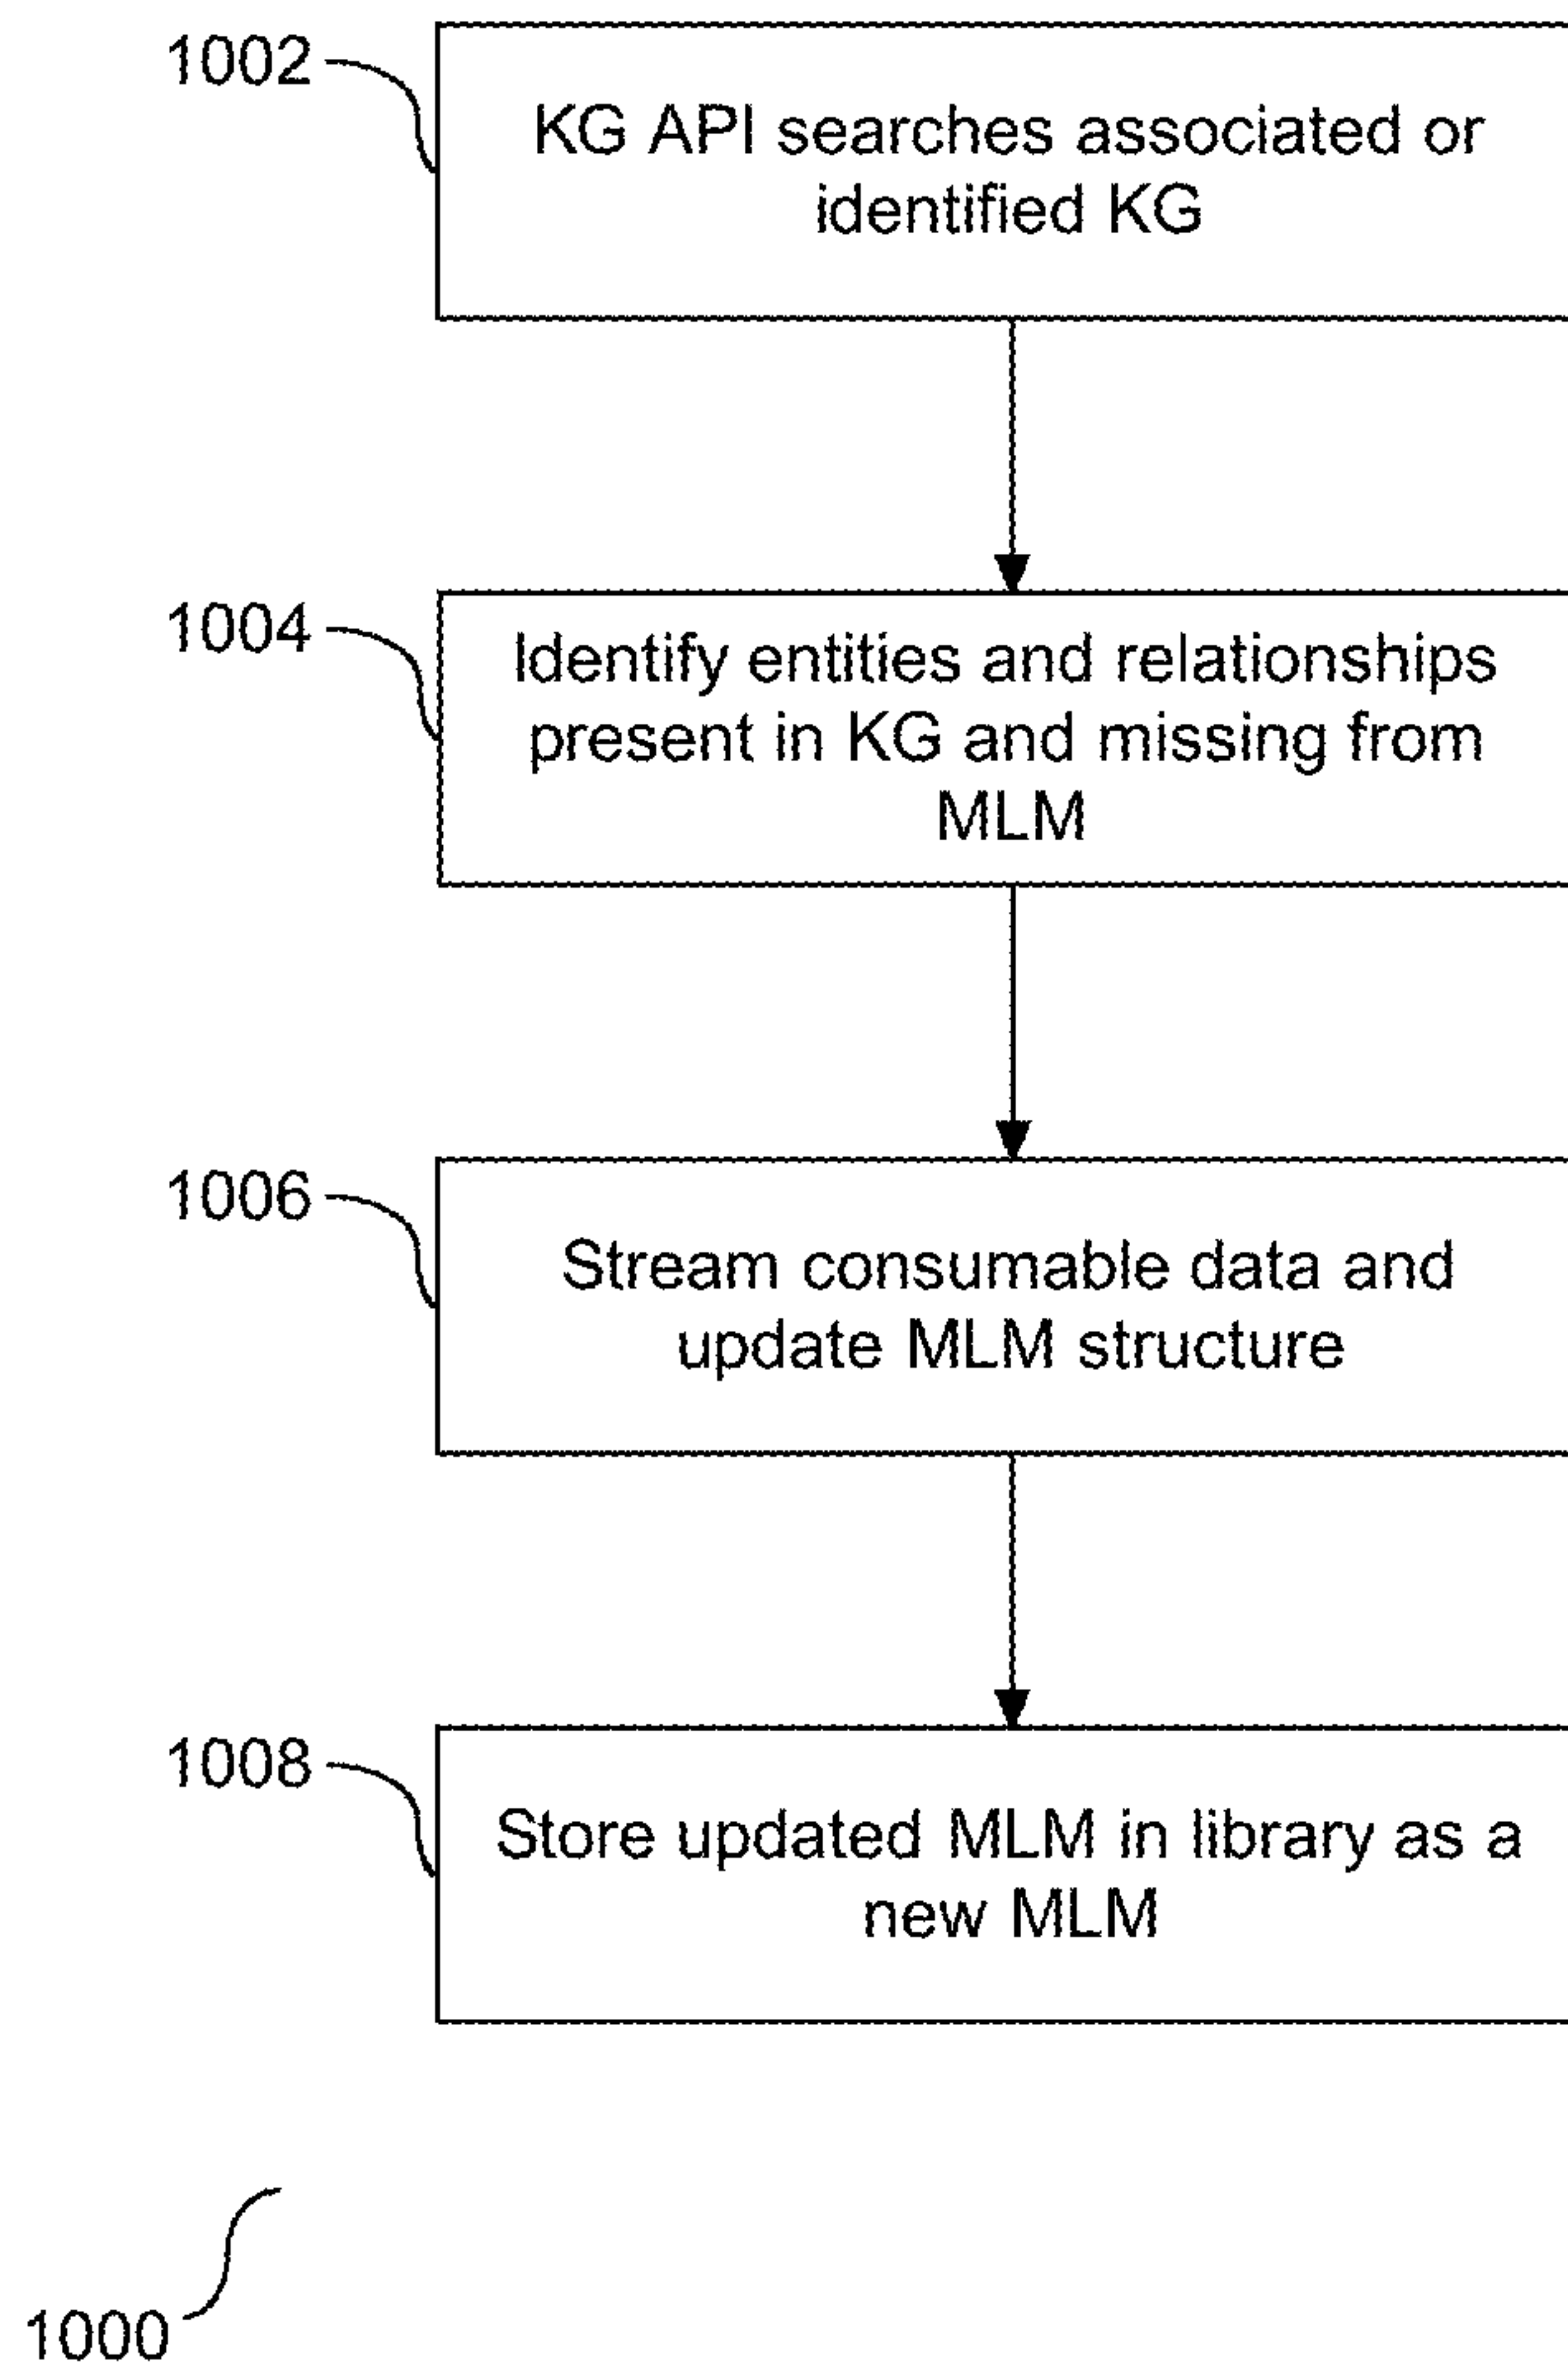 1002
KG API searches associated or
identified KG
1004
Identify entities and relationships
present in KG and missing from
MLM
1006
Stream consumable data and
update MLM structure
1008
Store updated MLM in library as a
new MLM
1000